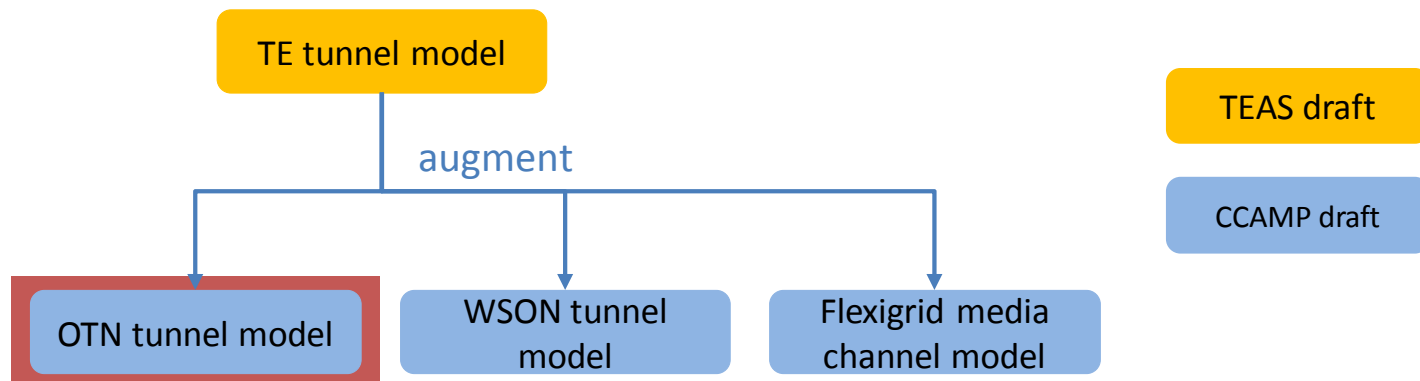 TE tunnel model
TEAS draft
augment
CCAMP draft
OTN tunnel model
WSON tunnel
model
Flexigrid media
channel model